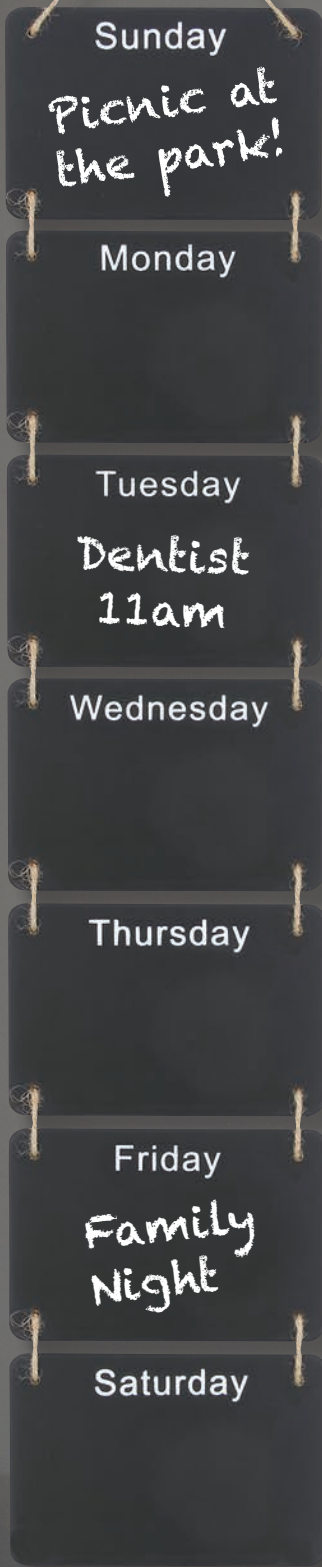 Sunday
Picnic at
the park!
Monday
Tuesday
Dentist
11am
Wednesday
Thursday
Friday
Family
Night
Saturday